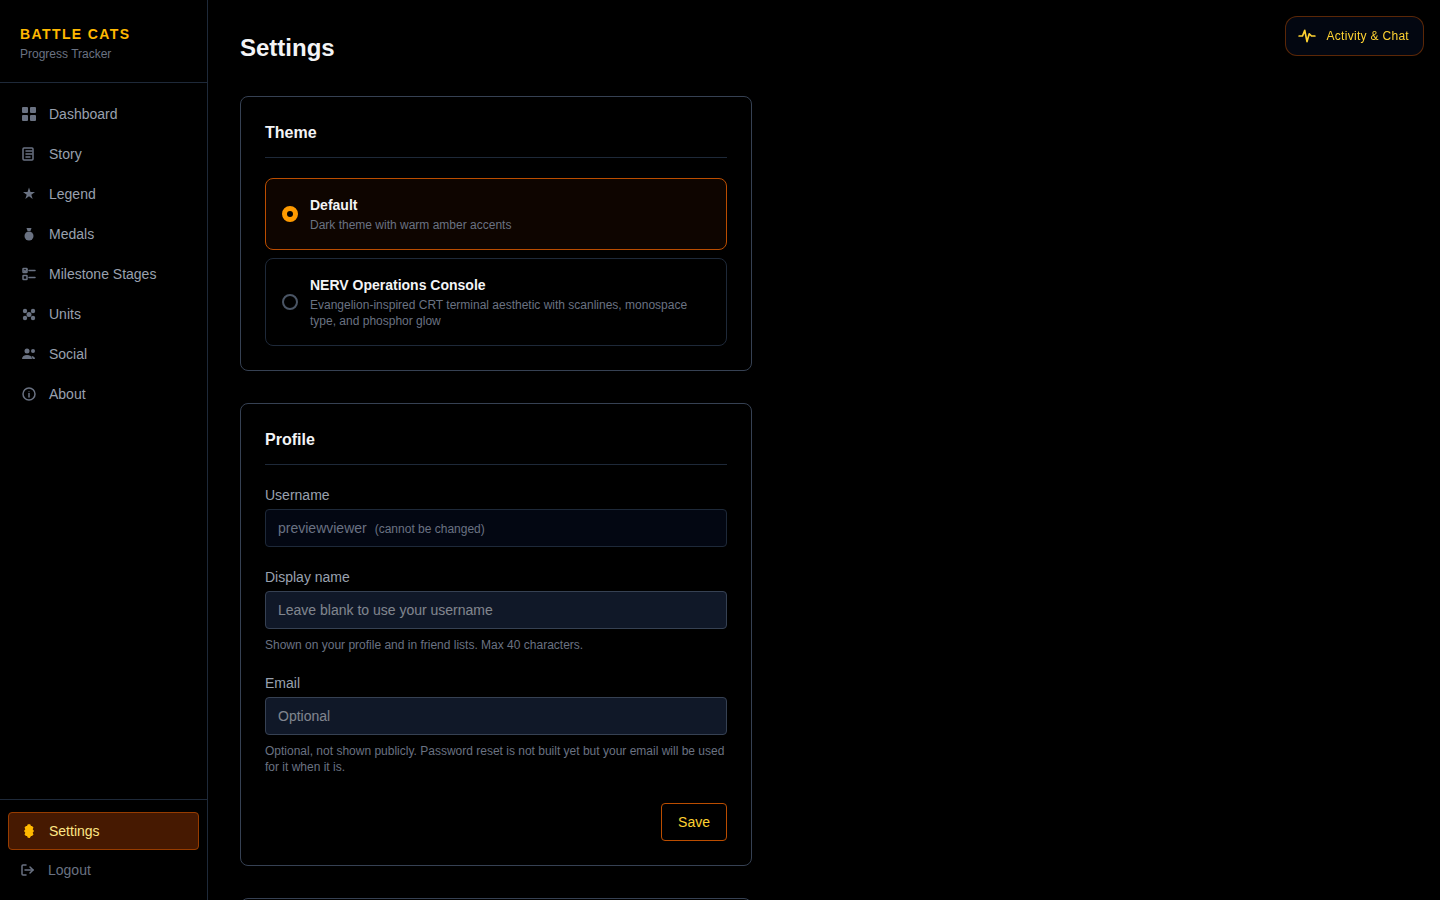 BATTLE CATS
Progress Tracker
Dashboard
Story
Legend
Medals
Milestone Stages
Units
Social
About
Settings
Logout
Settings
Activity & Chat
Theme
Default
Dark theme with warm amber accents
NERV Operations Console
Evangelion-inspired CRT terminal aesthetic with scanlines, monospace
type, and phosphor glow
Profile
Username
previewviewer (cannot be changed)
Display name
Leave blank to use your username
Shown on your profile and in friend lists. Max 40 characters.
Email
Optional
Optional, not shown publicly. Password reset is not built yet but your email will be used
for it when it is.
Save